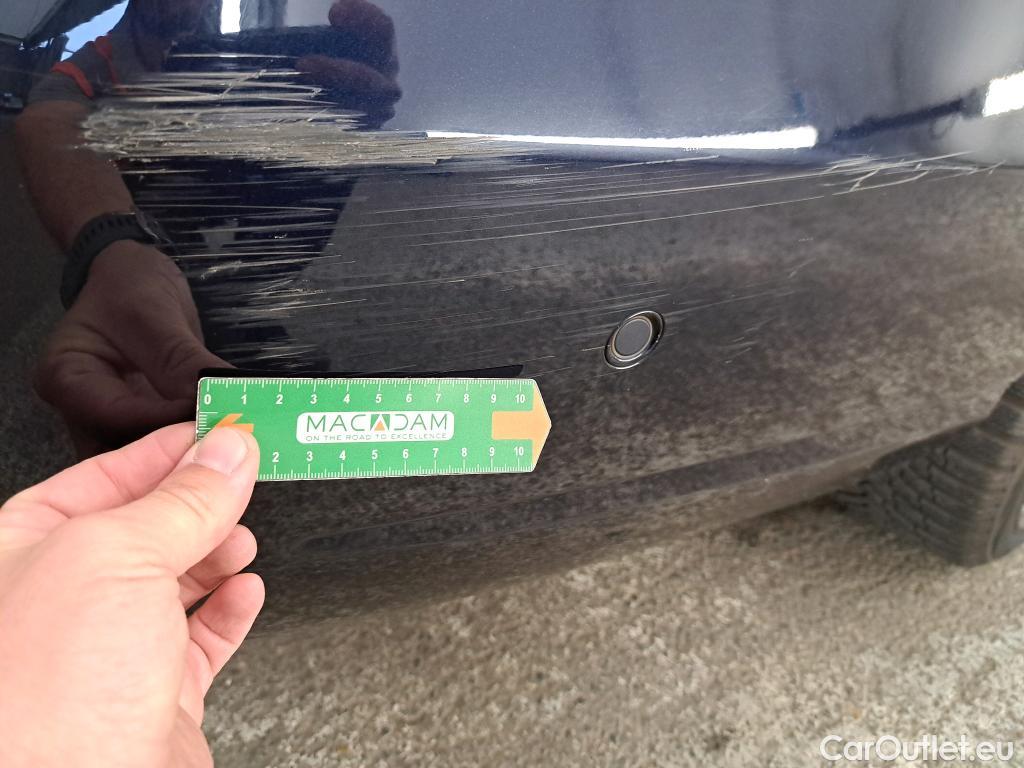 0 1 2 3 4 5 6 7 8 9 10
MACADAM
ON THE ROAD TO EXCELLENCE
2 3 4 5 6 7 8 9 10
CarOutlet.eu